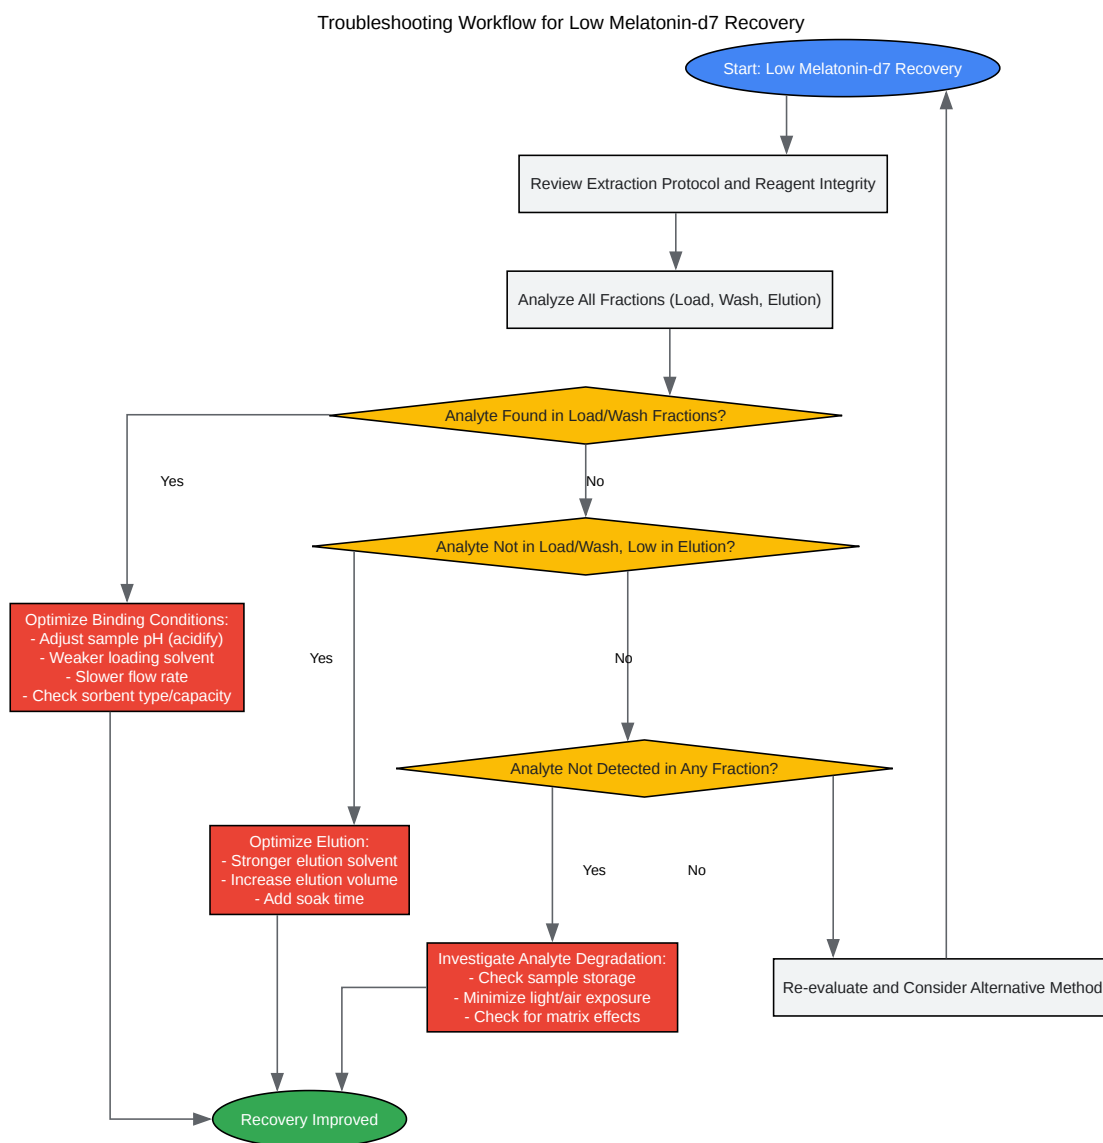 Troubleshooting Workflow for Low Melatonin-d7 Recovery
Start: Low Melatonin-d7 Recovery
Review Extraction Protocol and Reagent Integrity
Analyze All Fractions (Load, Wash, Elution)
Analyte Found in Load/Wash Fractions?
Yes
No
Analyte Not in Load/Wash, Low in Elution?
Optimize Binding Conditions:
- Adjust sample pH (acidify)
- Weaker loading solvent
- Slower flow rate
- Check sorbent type/capacity
Yes
No
Analyte Not Detected in Any Fraction?
Optimize Elution:
- Stronger elution solvent
- Increase elution volume
- Add soak time
Yes
No
Investigate Analyte Degradation:
- Check sample storage
- Minimize light/air exposure
- Check for matrix effects
Re-evaluate and Consider Alternative Method
Recovery Improved